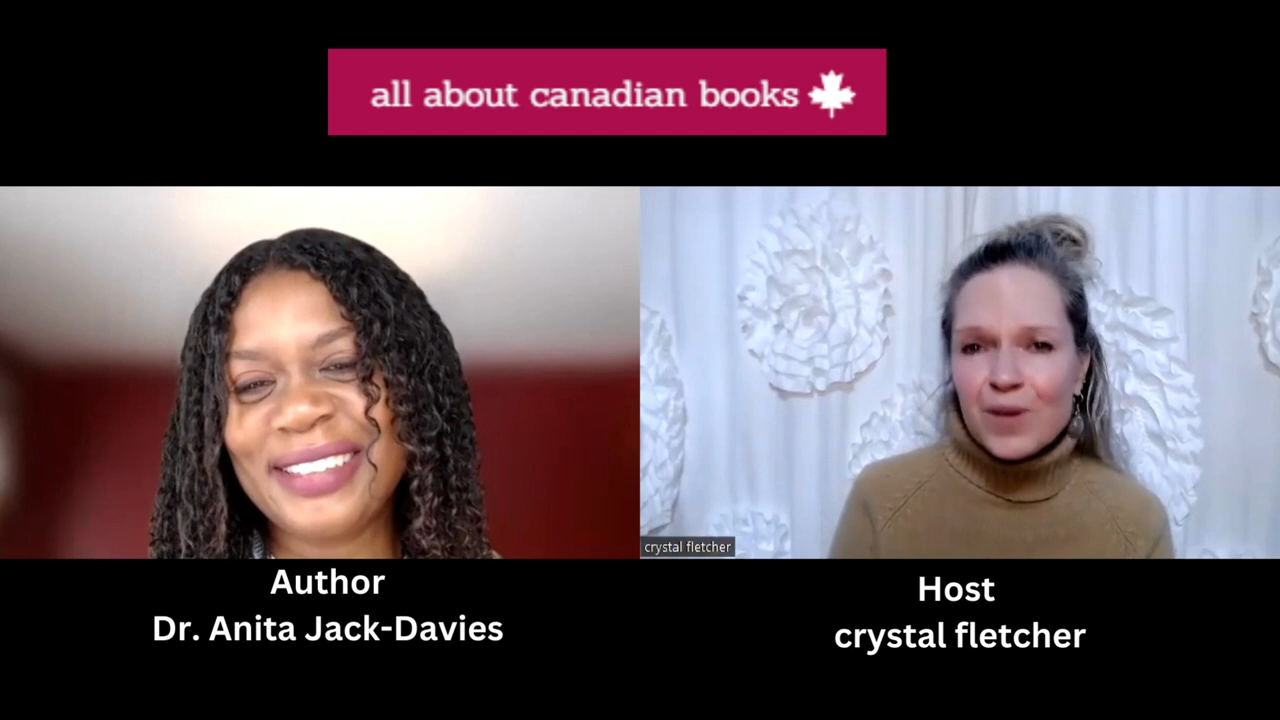 all about canadian books
crystal fletcher
Author
Dr. Anita Jack-Davies
Host
crystal fletcher